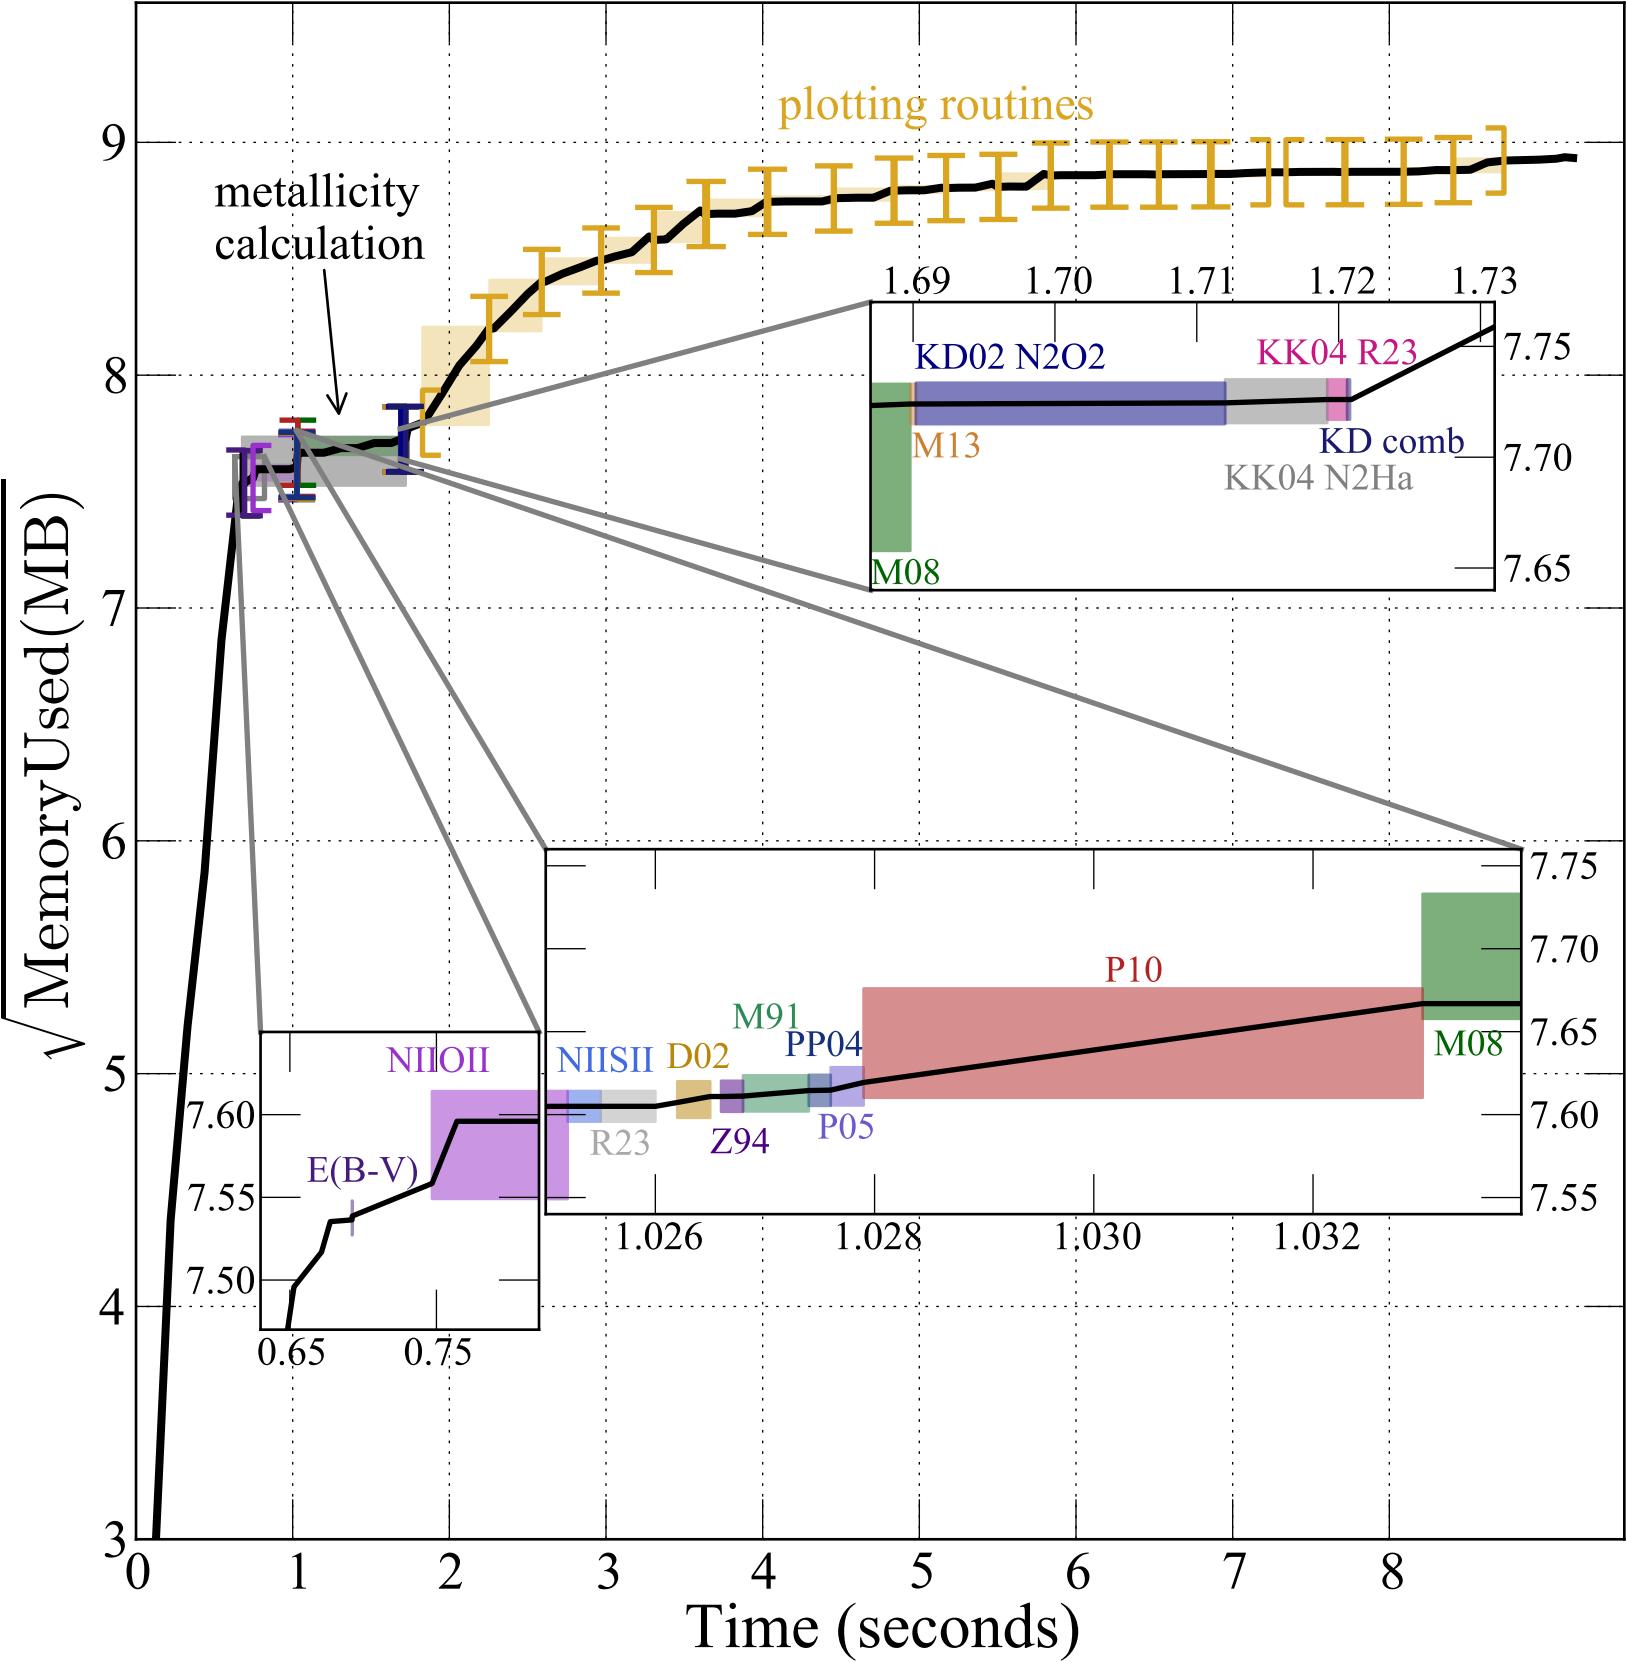 plotting routines
metallicity
calculation
9
8
7
6
5
4
3
√Memory Used(MB)
1.69 1.70 1.71 1.72 1.73
KD02 N2O2
KK04 R23
7.75
M13
KD comb
7.70
KK04 N2Ha
M08
7.65
7.75
7.70
P10
M91
7.65
PP04
M08
NIIOII
NIISII
D02
7.60
7.60
P05
R23
Z94
E(B-V)
7.55
7.55
1.026 1.028 1.030 1.032
7.50
0.65 0.75
0 1 2 3 4 5 6 7 8
Time (seconds)